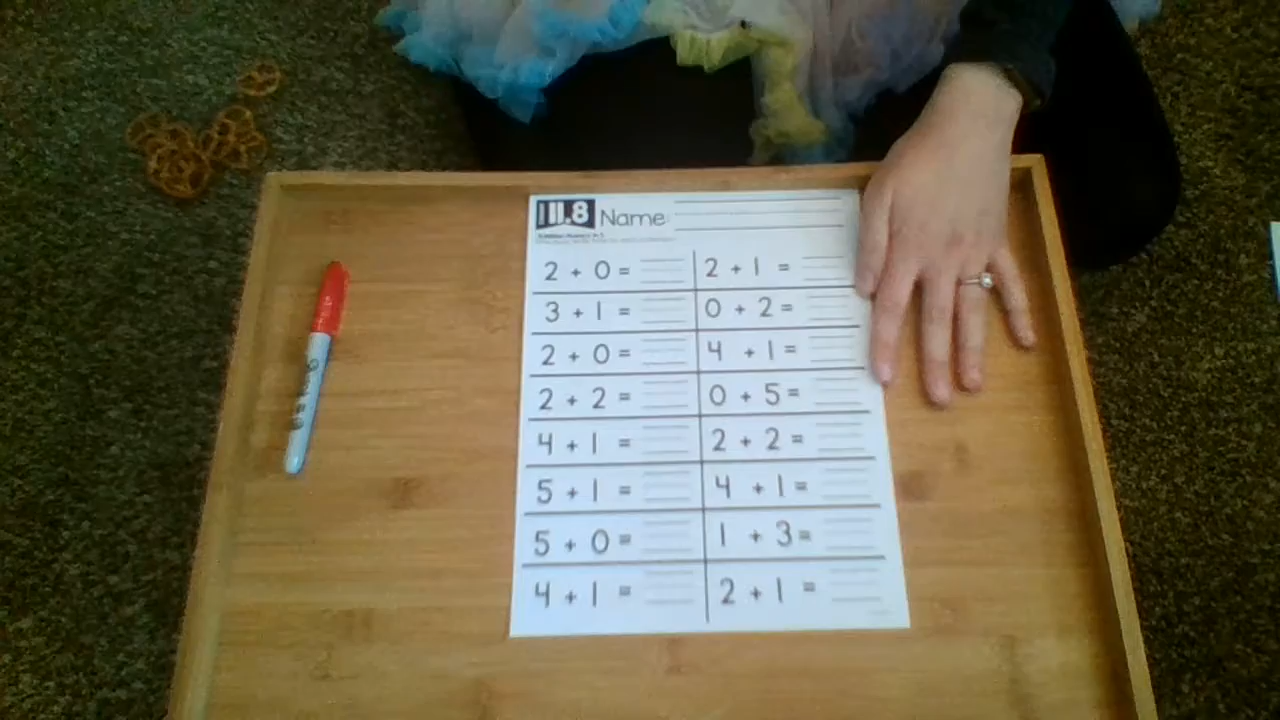 11.8 Name:
2 + 0 = 2 + 1 =
3 + 1 = 0 + 2 =
2 + 0 = 4 + 1 =
2 + 2 = 0 + 5 =
4 + 1 = 2 + 2 =
5 + 1 = 4 + 1 =
5 + 0 = 1 + 3 =
4 + 1 = 2 + 1 =